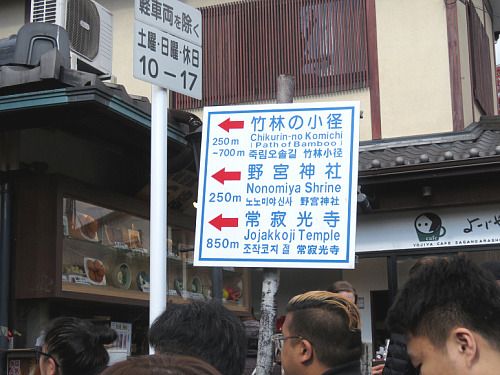 軽車両を除く
土曜・日曜・休日
10-17
竹林の小径
Chikurin-no Komichi
(Path of Bamboo)
250m
~700m 죽림오솔길 竹林小径
野宮神社
Nonomiya Shrine
250m 노노미야신사 野宮神社
常寂光寺
Jojakkoji Temple
850m 조작코지 절 常寂光寺
cafe
よーじや
YOJIYA CAFE SAGANOARASHI